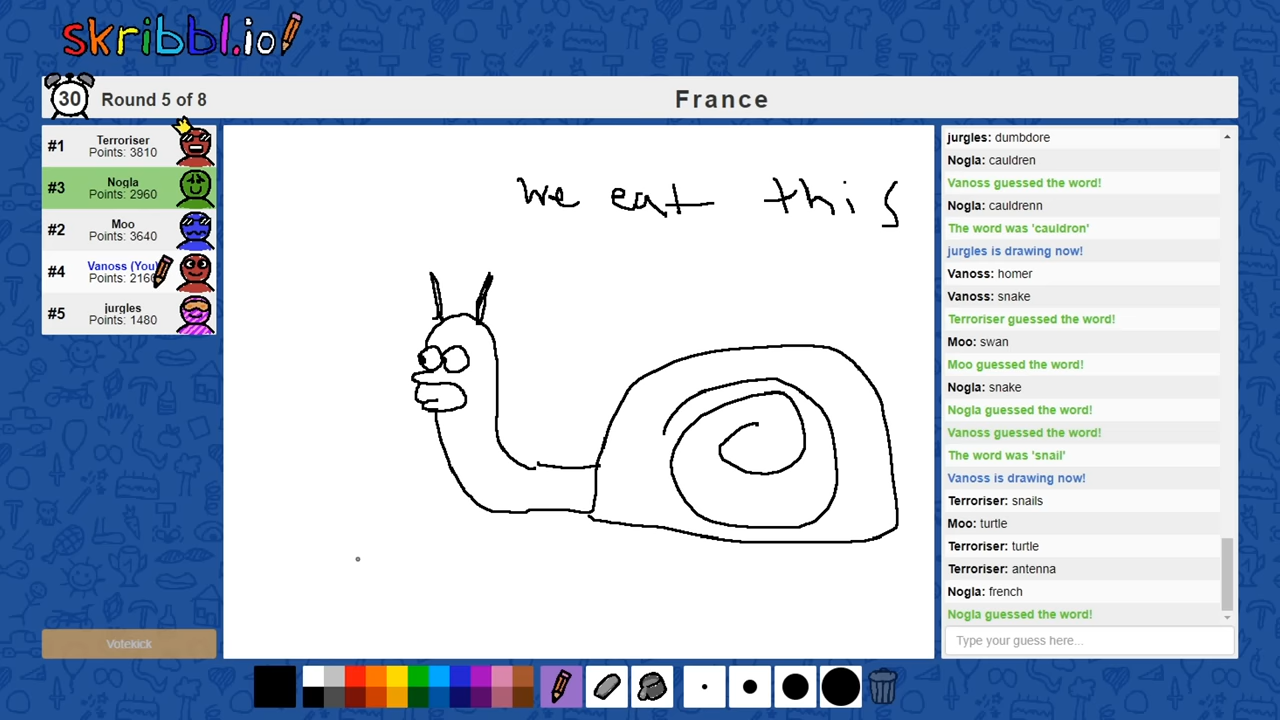 skribbl.io
30 Round 5 of 8
France
#1 Terroriser
Points: 3810
#3 Nogla
Points: 2960
#2 Moo
Points: 3640
#4 Vanoss (You)
Points: 2160
#5 jurgles
Points: 1480
Votekick
we eat this
jurgles: dumbdore
Nogla: cauldren
Vanoss guessed the word!
Nogla: cauldrenn
The word was 'cauldron'
jurgles is drawing now!
Vanoss: homer
Vanoss: snake
Terroriser guessed the word!
Moo: swan
Moo guessed the word!
Nogla: snake
Nogla guessed the word!
Vanoss guessed the word!
The word was 'snail'
Vanoss is drawing now!
Terroriser: snails
Moo: turtle
Terroriser: turtle
Terroriser: antenna
Nogla: french
Nogla guessed the word!
Type your guess here...